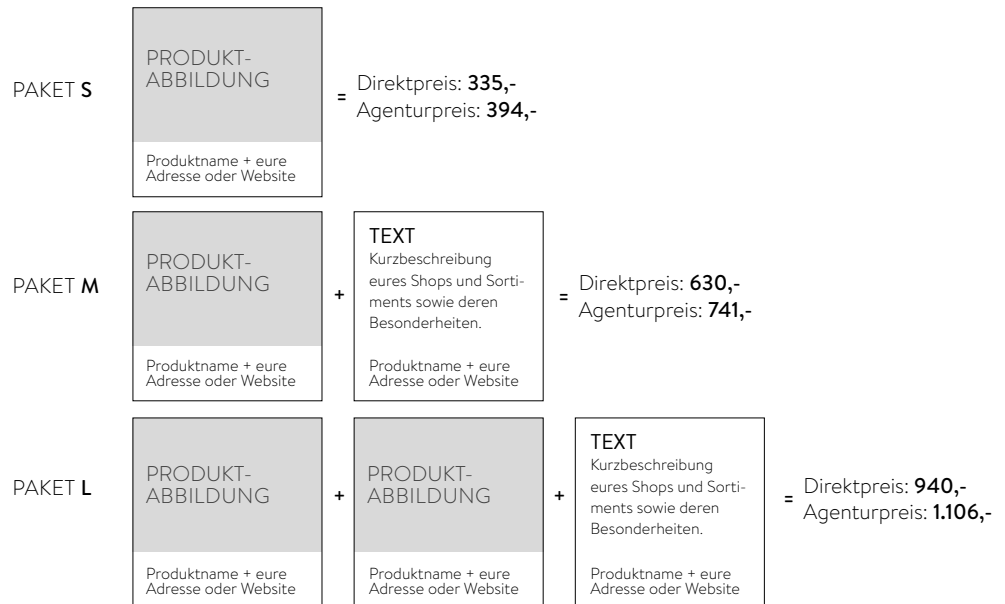 PAKET S
PRODUKT-
ABBILDUNG
Produktname + eure
Adresse oder Website
= Direktpreis: 335,-
Agenturpreis: 394,-
PAKET M
PRODUKT-
ABBILDUNG
Produktname + eure
Adresse oder Website
+
TEXT
Kurzbeschreibung
eures Shops und Sorti-
ments sowie deren
Besonderheiten.
Produktname + eure
Adresse oder Website
= Direktpreis: 630,-
Agenturpreis: 741,-
PAKET L
PRODUKT-
ABBILDUNG
Produktname + eure
Adresse oder Website
+
PRODUKT-
ABBILDUNG
Produktname + eure
Adresse oder Website
+
TEXT
Kurzbeschreibung
eures Shops und Sorti-
ments sowie deren
Besonderheiten.
Produktname + eure
Adresse oder Website
= Direktpreis: 940,-
Agenturpreis: 1.106,-